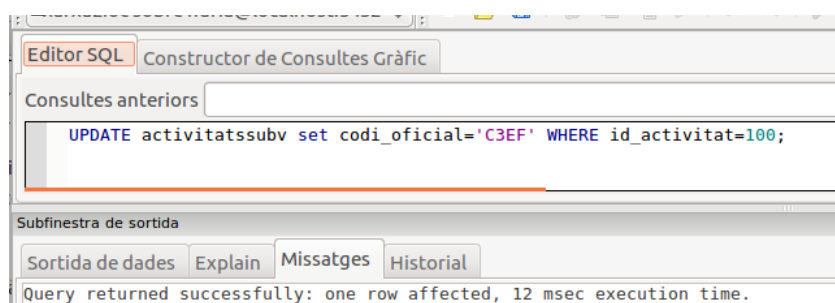 Editor SQL Constructor de Consultes Gràfic
Consultes anteriors
UPDATE activitatssubv set codi_oficial='C3EF' WHERE id_activitat=100;
Subfinestra de sortida
Sortida de dades Explain Missatges Historial
Query returned successfully: one row affected, 12 msec execution time.